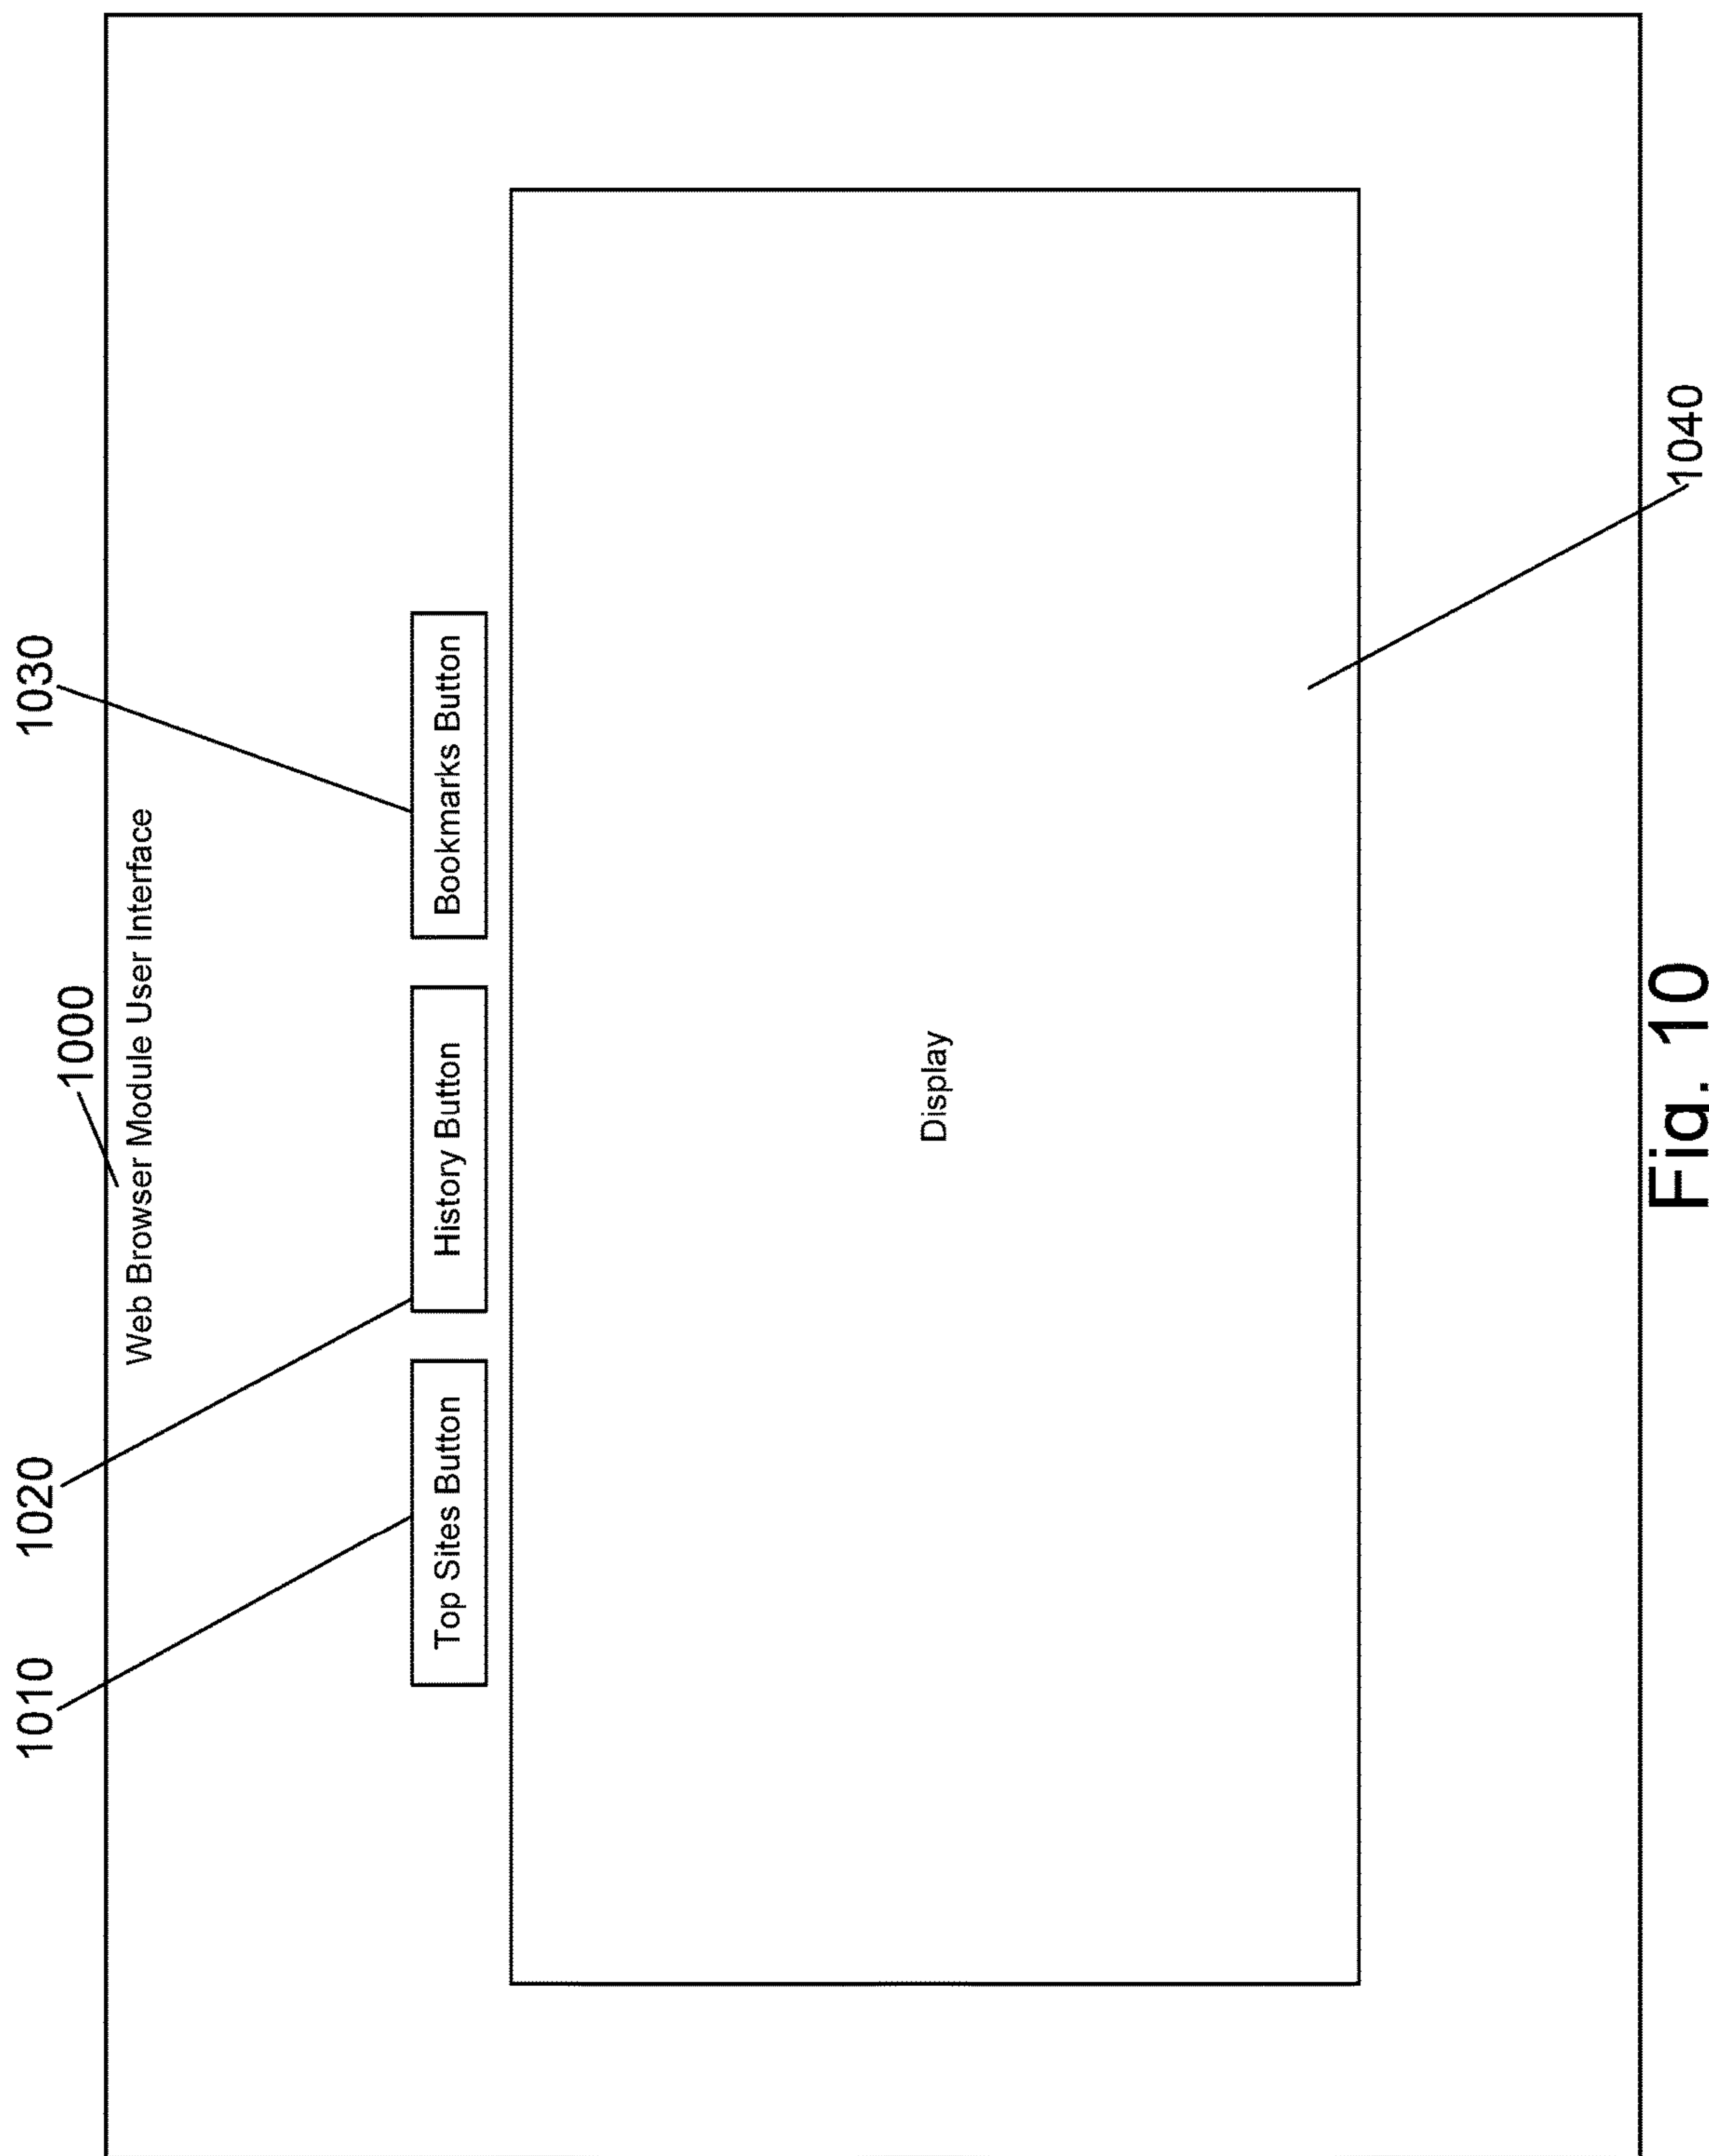 1000
Web Browser Module User Interface
1010
1020
1030
Top Sites Button
History Button
Bookmarks Button
Display
1040
Fig. 10